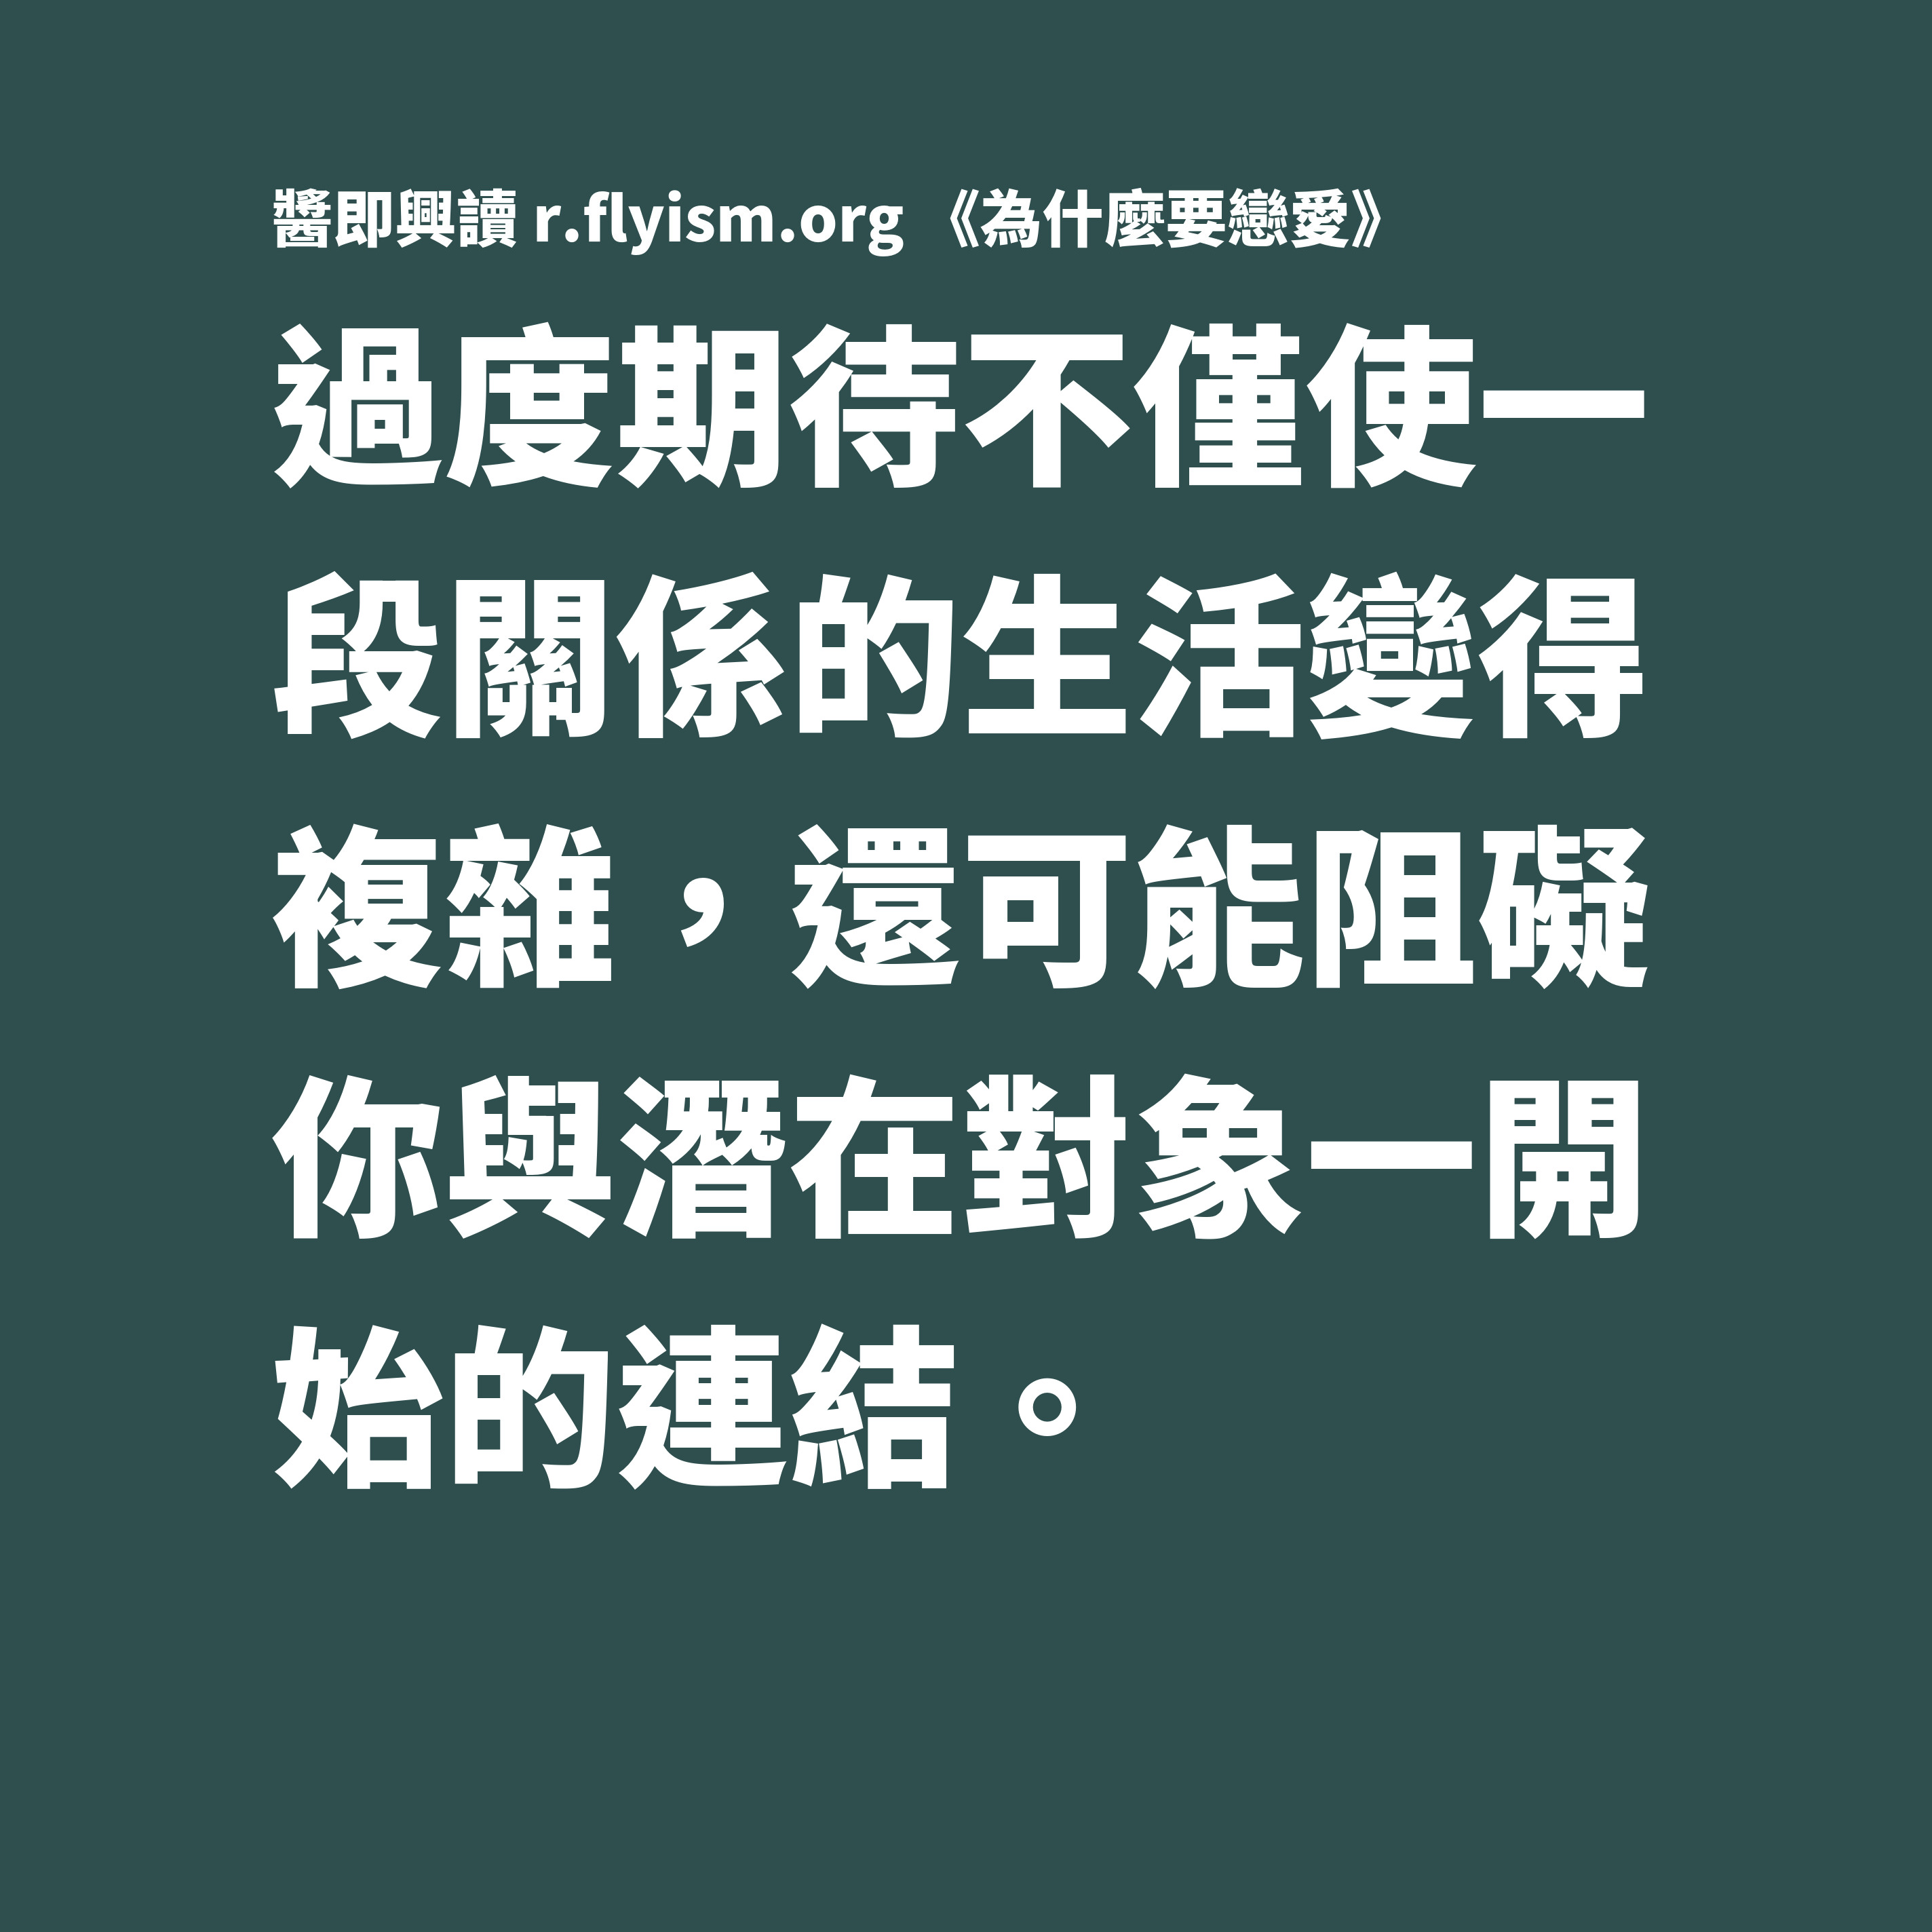 醬即閱讀 r.flyism.org 《為什麼要戀愛》
過度期待不僅使一
段關係的生活變得
複雜，還可能阻礙
你與潛在對象一開
始的連結。